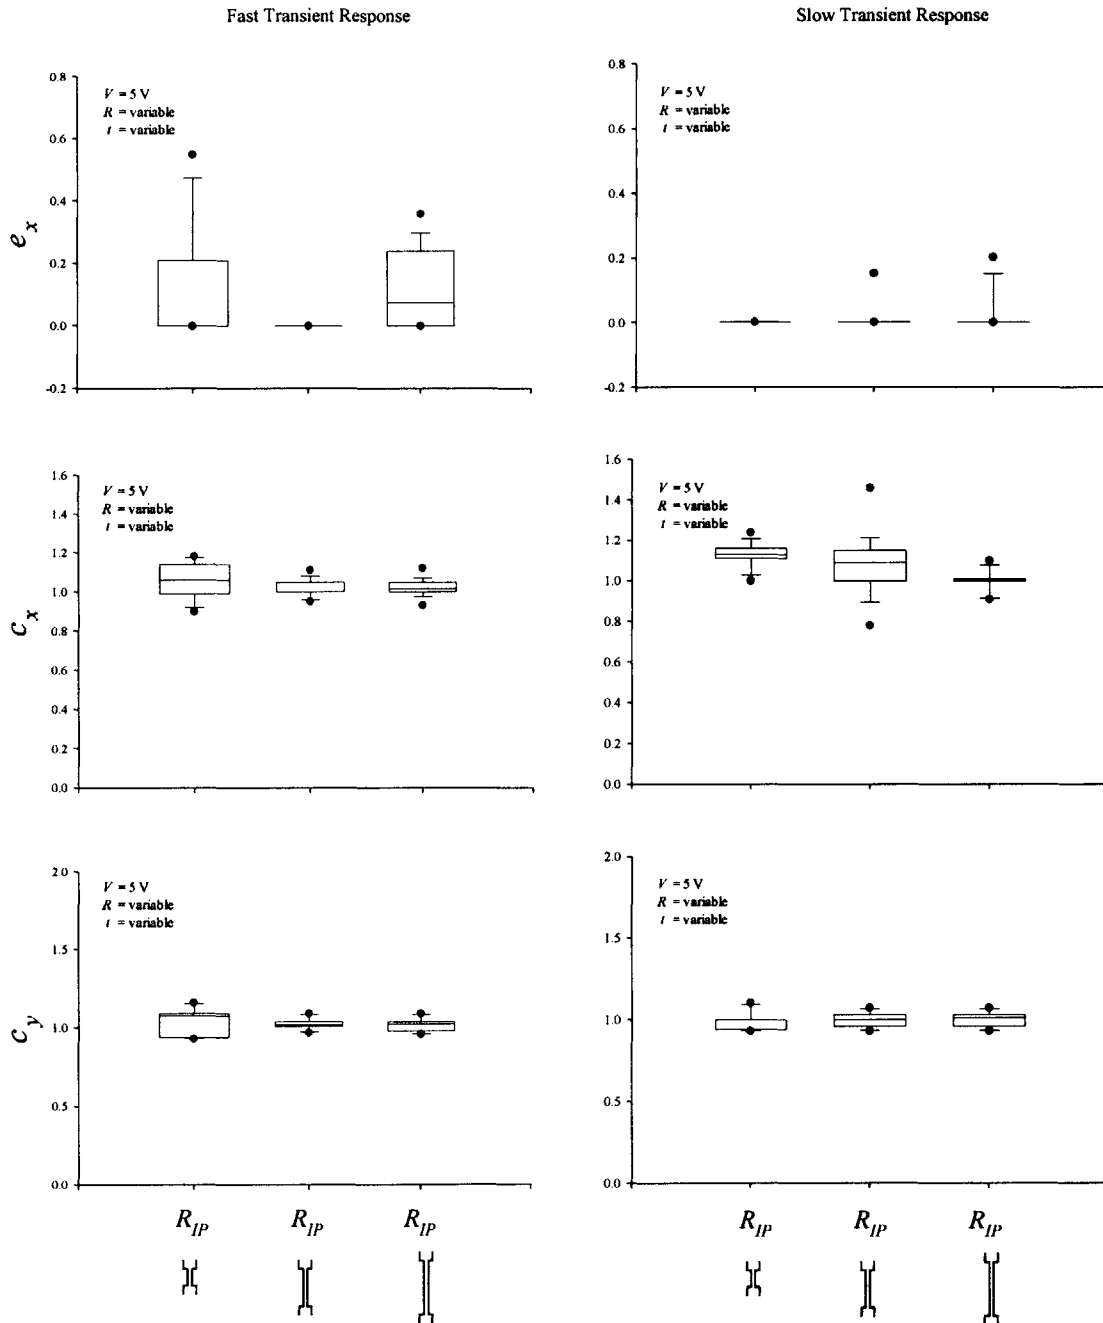 Fast Transient Response
Slow Transient Response
e_x
0.8
0.6
0.4
0.2
0.0
-0.2
V = 5 V
R = variable
t = variable
0.8
0.6
0.4
0.2
0.0
-0.2
V = 5 V
R = variable
t = variable
c_x
1.6
1.4
1.2
1.0
0.8
0.6
0.4
0.2
0.0
V = 5 V
R = variable
t = variable
1.6
1.4
1.2
1.0
0.8
0.6
0.4
0.2
0.0
V = 5 V
R = variable
t = variable
c_y
2.0
1.5
1.0
0.5
0.0
V = 5 V
R = variable
t = variable
2.0
1.5
1.0
0.5
0.0
V = 5 V
R = variable
t = variable
R_IP R_IP R_IP
R_IP R_IP R_IP